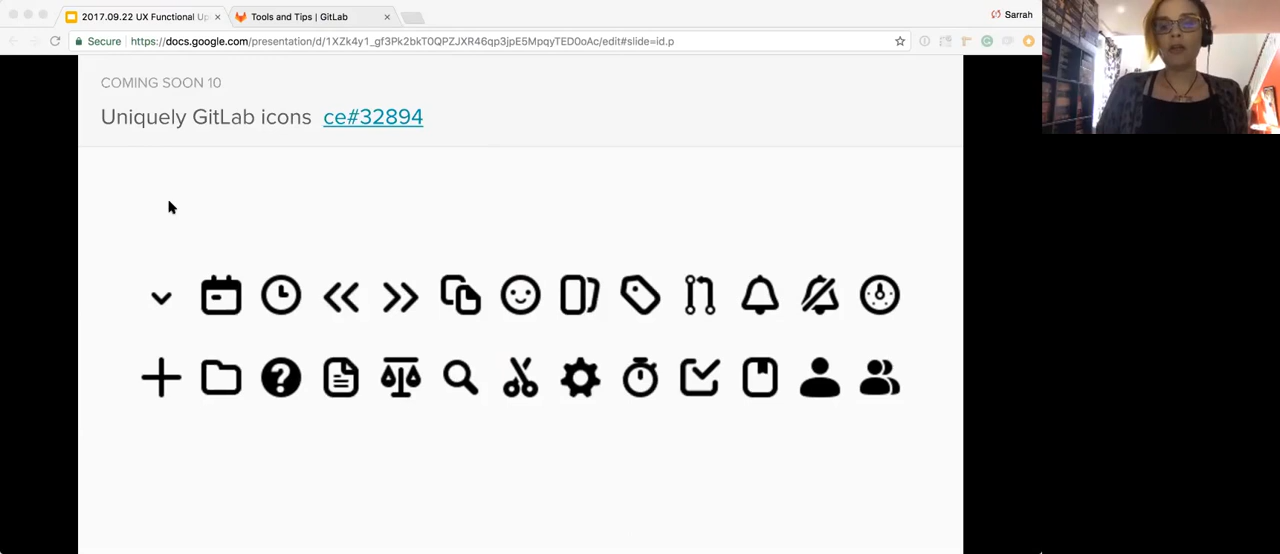 2017.09.22 UX Functional Up
Tools and Tips | GitLab
Sarrah
Secure
https://docs.google.com/presentation/d/1XZk4y1_gf3Pk2bkT0QPZJXR46qp3jpE5MpqyTED0oAc/edit#slide=id.p
COMING SOON 10
Uniquely GitLab icons ce#32894